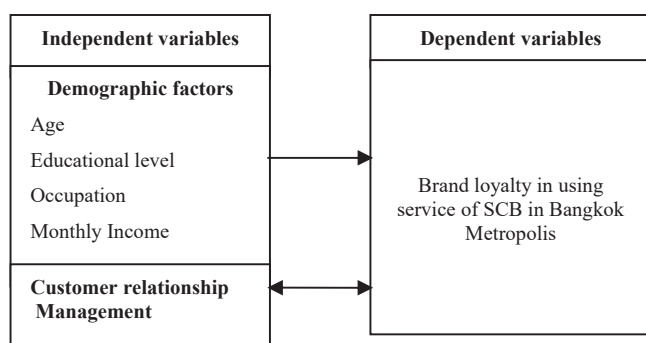 Independent variables
Demographic factors
Age
Educational level
Occupation
Monthly Income
Customer relationship
Management
Dependent variables
Brand loyalty in using
service of SCB in Bangkok
Metropolis